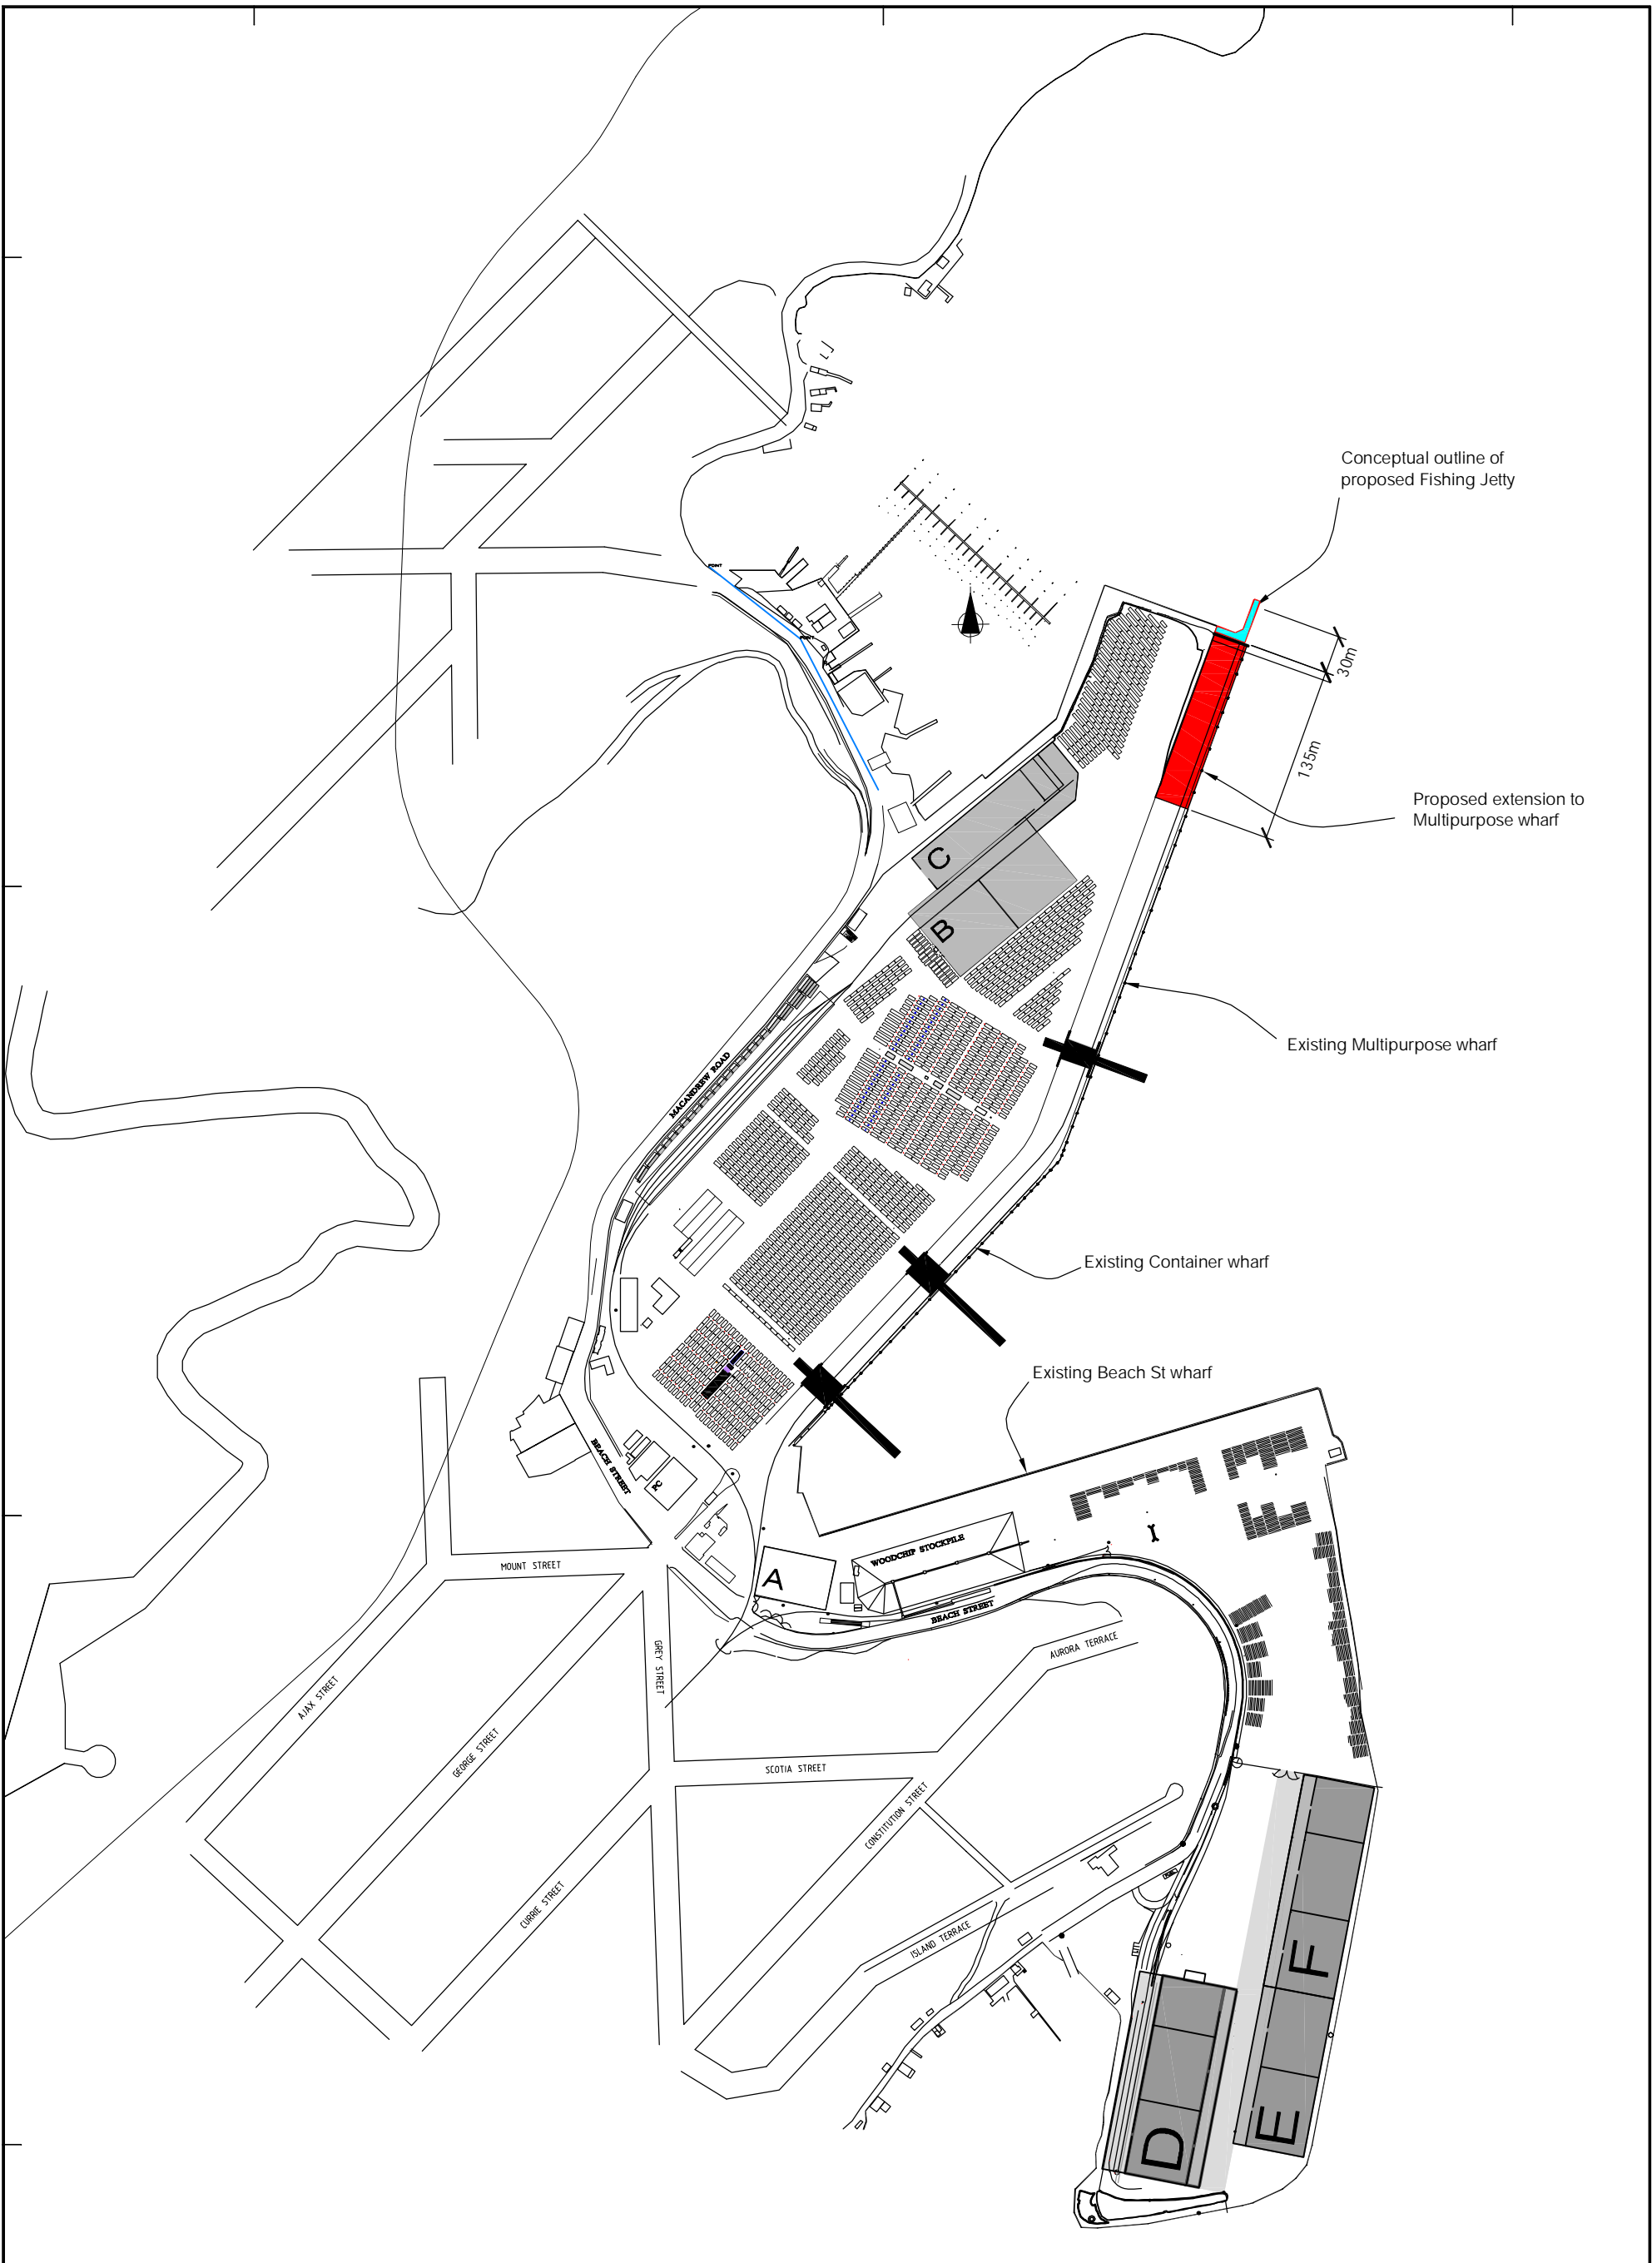 Conceptual outline of
proposed Fishing Jetty
POINT
30m
135m
Proposed extension to
Multipurpose wharf
C
B
Existing Multipurpose wharf
MACANDREW ROAD
Existing Container wharf
Existing Beach St wharf
BEACH STREET
WOODCHIP STOCKPILE
MOUNT STREET
A
BEACH STREET
GREY STREET
AURORA TERRACE
AJAX STREET
GEORGE STREET
SCOTIA STREET
CONSTITUTION STREET
CURRIE STREET
ISLAND TERRACE
F
E
D